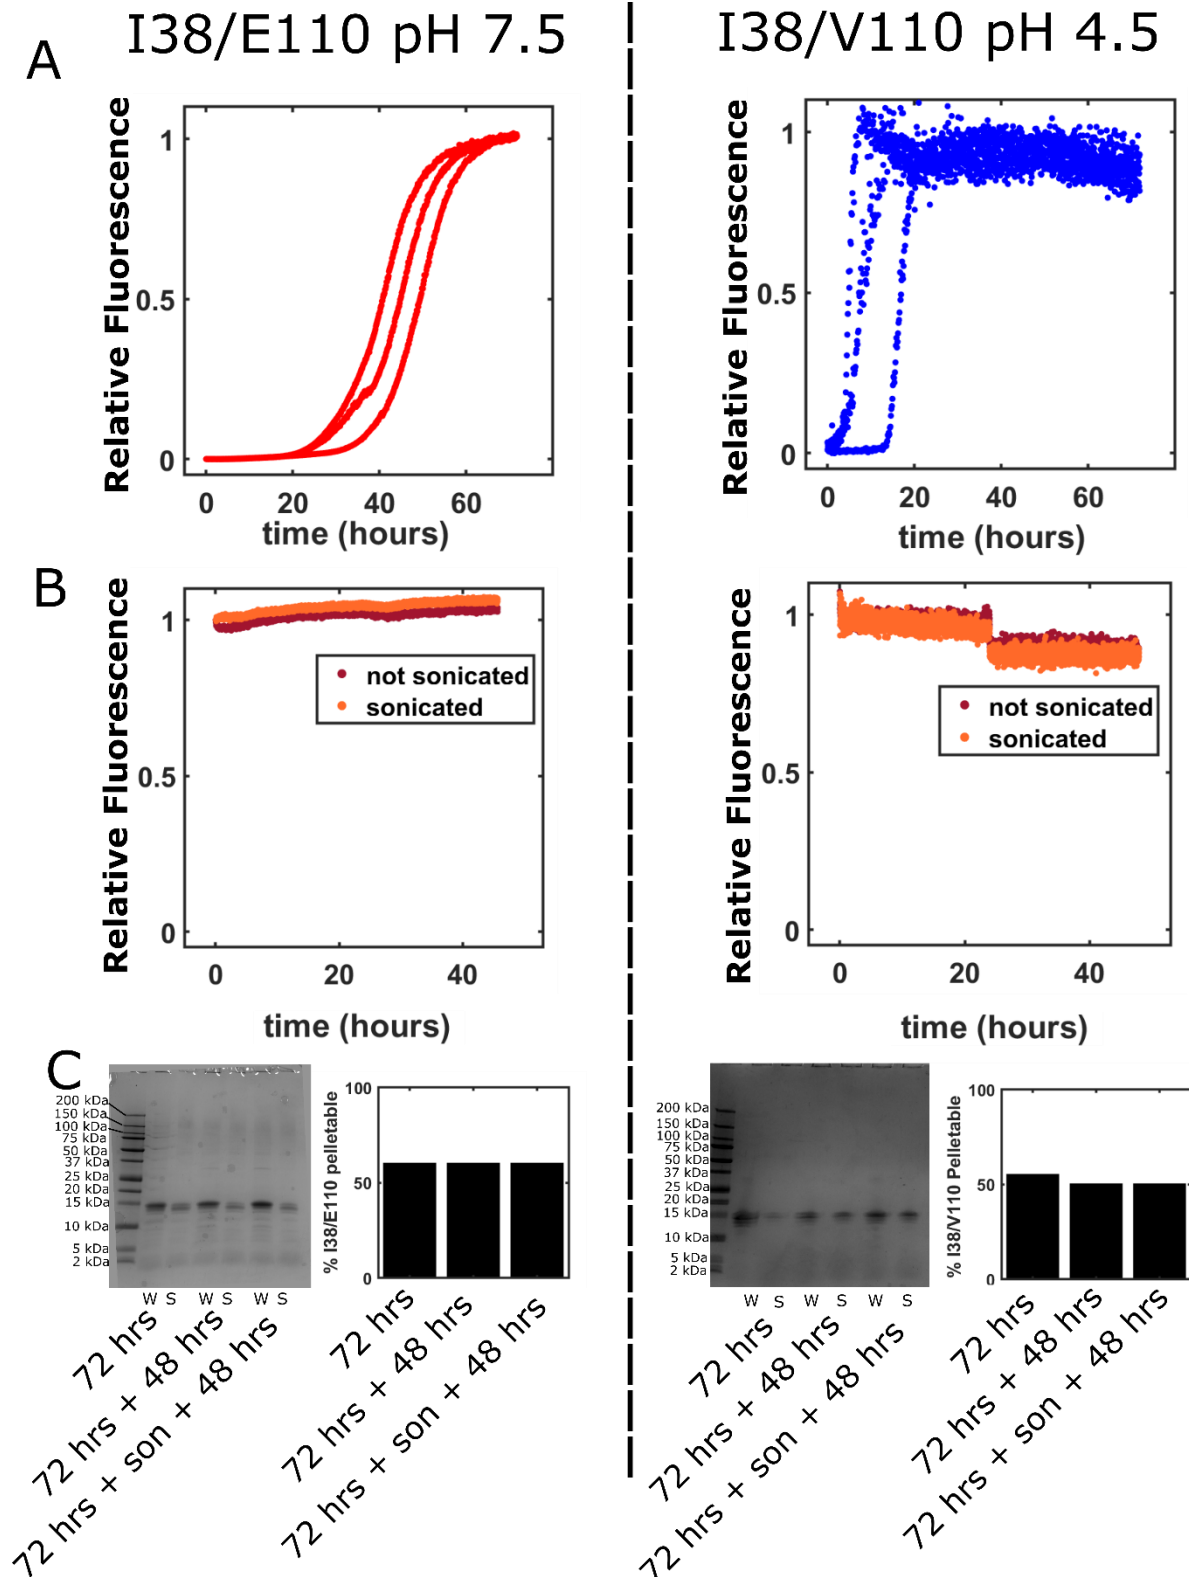 I38/E110 pH 7.5
I38/V110 pH 4.5
A
Relative Fluorescence
1
0.5
0
0 20 40 60
time (hours)
Relative Fluorescence
1
0.5
0
0 20 40 60
time (hours)
B
Relative Fluorescence
1
0.5
0
not sonicated
sonicated
0 20 40
time (hours)
Relative Fluorescence
1
0.5
0
not sonicated
sonicated
0 20 40
time (hours)
C
200 kDa
150 kDa
100 kDa
75 kDa
50 kDa
37 kDa
25 kDa
20 kDa
15 kDa
10 kDa
5 kDa
2 kDa
W S W S W S
72 hrs
72 hrs + 48 hrs
72 hrs + son + 48 hrs
% I38/E110 pelletable
100
50
0
72 hrs
72 hrs + 48 hrs
72 hrs + son + 48 hrs
200 kDa
150 kDa
100 kDa
75 kDa
50 kDa
37 kDa
25 kDa
20 kDa
15 kDa
10 kDa
5 kDa
2 kDa
W S W S W S
72 hrs
72 hrs + 48 hrs
72 hrs + son + 48 hrs
% I38/V110 Pelletable
100
50
0
72 hrs
72 hrs + 48 hrs
72 hrs + son + 48 hrs